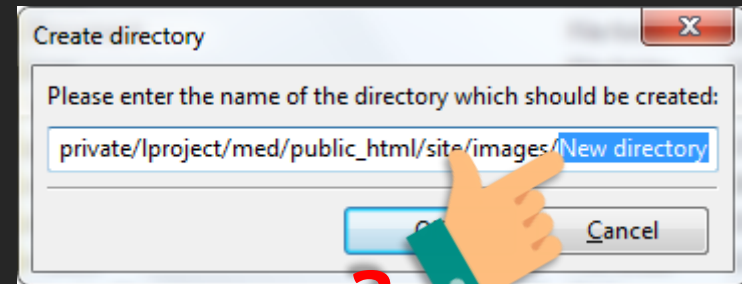 Create directory
Please enter the name of the directory which should be created:
private/lproject/med/public_html/site/images/New directory
Cancel